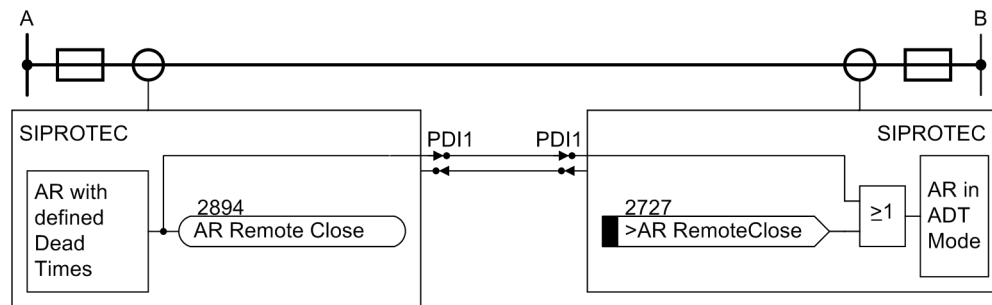 A
B
SIPROTEC
PDI1
PDI1
SIPROTEC
AR with
defined
Dead
Times
2894
AR Remote Close
2727
>AR RemoteClose
≥1
AR in
ADT
Mode